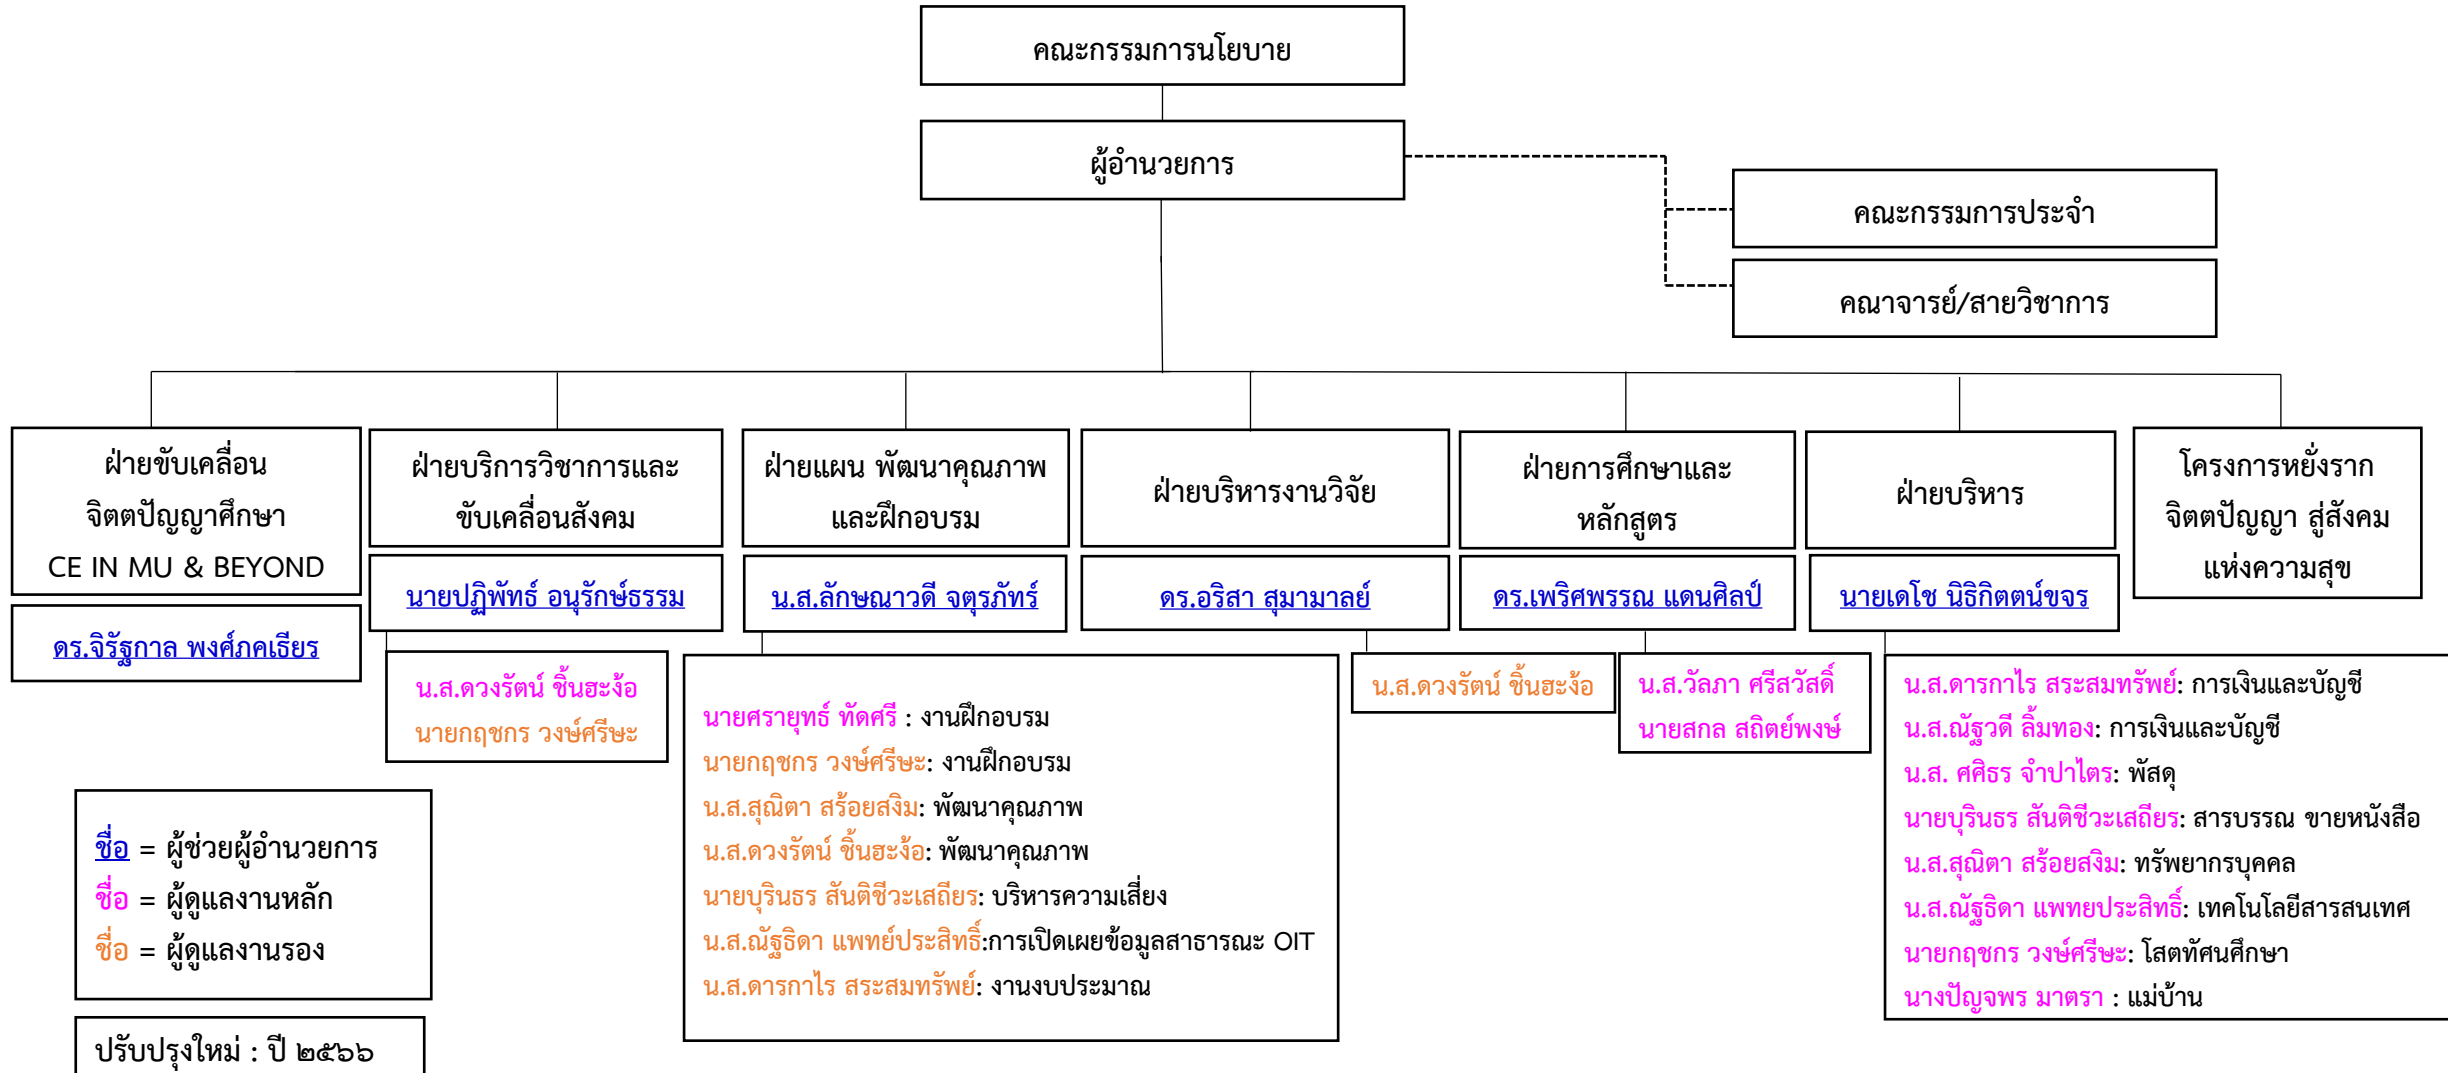 คณะกรรมการนโยบาย
ผู้อำนวยการ
คณะกรรมการประจำ
คณาจารย์/สายวิชาการ
ฝ่ายขับเคลื่อน
จิตตปัญญาศึกษา
CE IN MU & BEYOND
ดร.จิรัฐกาล พงศ์ภคเธียร
ฝ่ายบริการวิชาการและ
ขับเคลื่อนสังคม
นายปฏิพัทธ์ อนุรักษ์ธรรม
น.ส.ดวงรัตน์ ชิ้นฮะง้อ
นายกฤชกร วงษ์ศรีษะ
ฝ่ายแผน พัฒนาคุณภาพ
และฝึกอบรม
น.ส.ลักษณาวดี จตุรภัทร์
นายศรายุทธ์ ทัดศรี : งานฝึกอบรม
นายกฤชกร วงษ์ศรีษะ: งานฝึกอบรม
น.ส.สุณิตา สร้อยสงิม: พัฒนาคุณภาพ
น.ส.ดวงรัตน์ ชิ้นฮะง้อ: พัฒนาคุณภาพ
นายบุรินธร สันติชีวะเสถียร: บริหารความเสี่ยง
น.ส.ณัฐธิดา แพทย์ประสิทธิ์:การเปิดเผยข้อมูลสาธารณะ OIT
น.ส.ดารกาไร สระสมทรัพย์: งานงบประมาณ
ฝ่ายบริหารงานวิจัย
ดร.อริสา สุมามาลย์
น.ส.ดวงรัตน์ ชิ้นฮะง้อ
ฝ่ายการศึกษาและ
หลักสูตร
ดร.เพริศพรรณ แดนศิลป์
น.ส.วัลภา ศรีสวัสดิ์
นายสกล สถิตย์พงษ์
ฝ่ายบริหาร
นายเดโช นิธิกิตตน์ขจร
น.ส.ดารกาไร สระสมทรัพย์: การเงินและบัญชี
น.ส.ณัฐวดี ลิ้มทอง: การเงินและบัญชี
น.ส. ศศิธร จำปาไตร: พัสดุ
นายบุรินธร สันติชีวะเสถียร: สารบรรณ ขายหนังสือ
น.ส.สุณิตา สร้อยสงิม: ทรัพยากรบุคคล
น.ส.ณัฐธิดา แพทยประสิทธิ์: เทคโนโลยีสารสนเทศ
นายกฤชกร วงษ์ศรีษะ: โสตทัศนศึกษา
นางปัญจพร มาตรา : แม่บ้าน
โครงการหยั่งราก
จิตตปัญญา สู่สังคม
แห่งความสุข
ชื่อ = ผู้ช่วยผู้อำนวยการ
ชื่อ = ผู้ดูแลงานหลัก
ชื่อ = ผู้ดูแลงานรอง
ปรับปรุงใหม่ : ปี ๒๕๖๖